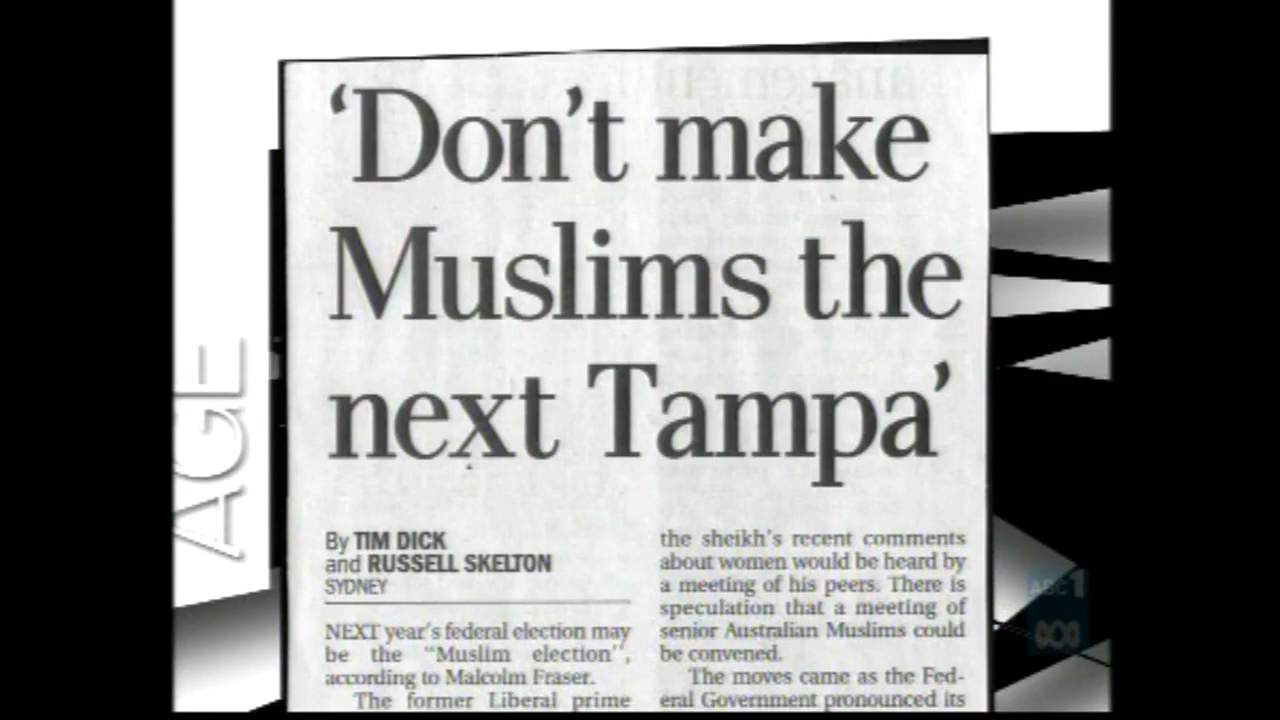 AGE
‘Don’t make
Muslims the
next Tampa’
By TIM DICK
and RUSSELL SKELTON
SYDNEY
NEXT year’s federal election may
be the “Muslim election”,
according to Malcolm Fraser.
The former Liberal prime
the sheikh’s recent comments
about women would be heard by
a meeting of his peers. There is
speculation that a meeting of
senior Australian Muslims could
be convened.
The moves came as the Fed-
eral Government pronounced its
ABC 1